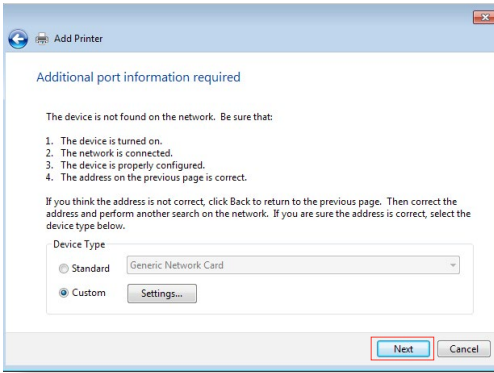 Add Printer
Additional port information required
The device is not found on the network.  Be sure that:
1.  The device is turned on.
2.  The network is connected.
3.  The device is properly configured.
4.  The address on the previous page is correct.
If you think the address is not correct, click Back to return to the previous page.  Then correct the
address and perform another search on the network.  If you are sure the address is correct, select the
device type below.
Device Type
Standard Generic Network Card
Custom Settings...
Next Cancel